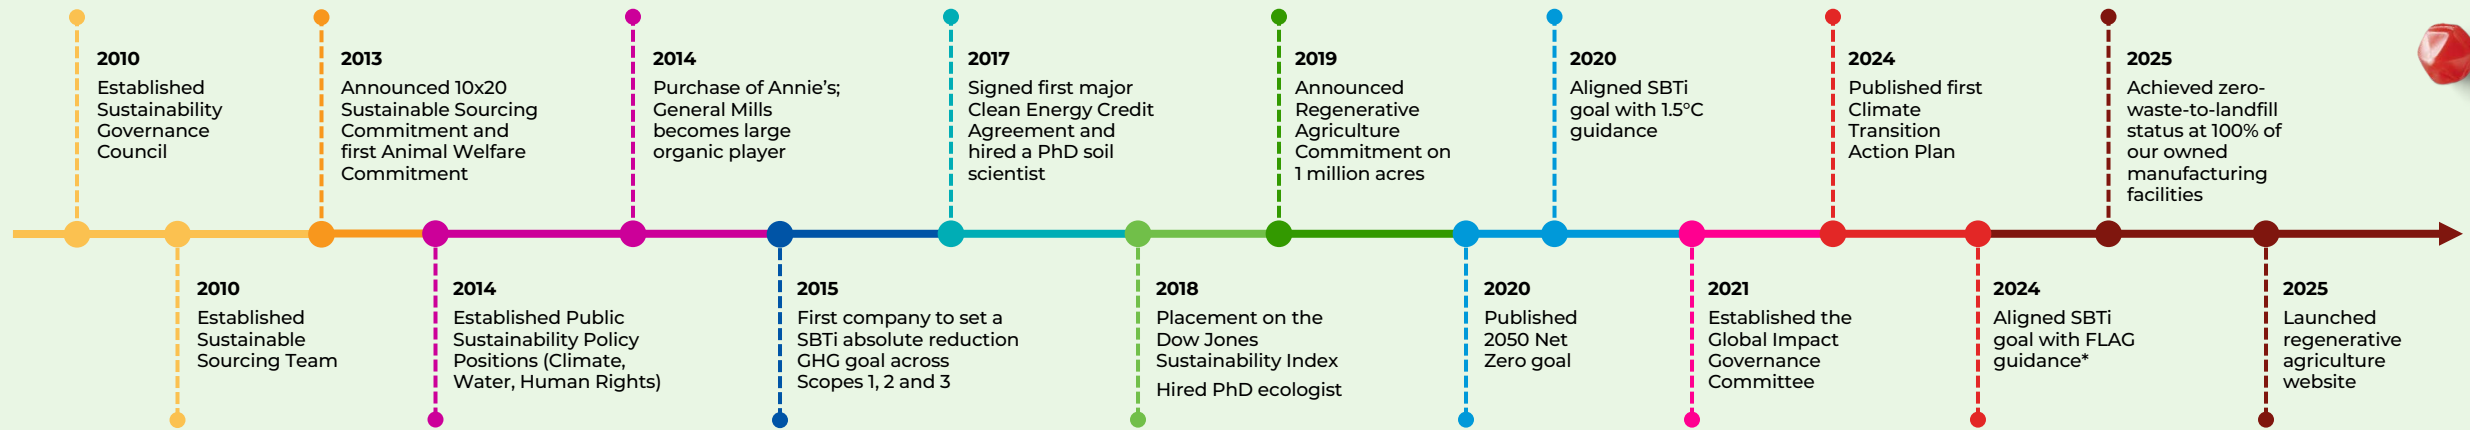 2010
Established
Sustainability
Governance
Council
2010
Established
Sustainable
Sourcing Team
2013
Announced 10x20
Sustainable Sourcing
Commitment and
first Animal Welfare
Commitment
2014
Established Public
Sustainability Policy
Positions (Climate,
Water, Human Rights)
2014
Purchase of Annie’s;
General Mills
becomes large
organic player
2015
First company to set a
SBTi absolute reduction
GHG goal across
Scopes 1, 2 and 3
2017
Signed first major
Clean Energy Credit
Agreement and
hired a PhD soil
scientist
2018
Placement on the
Dow Jones
Sustainability Index
Hired PhD ecologist
2019
Announced
Regenerative
Agriculture
Commitment on
1 million acres
2020
Published
2050 Net
Zero goal
2020
Aligned SBTi
goal with 1.5°C
guidance
2021
Established the
Global Impact
Governance
Committee
2024
Published first
Climate
Transition
Action Plan
2024
Aligned SBTi
goal with FLAG
guidance*
2025
Achieved zero-
waste-to-landfill
status at 100% of
our owned
manufacturing
facilities
2025
Launched
regenerative
agriculture
website